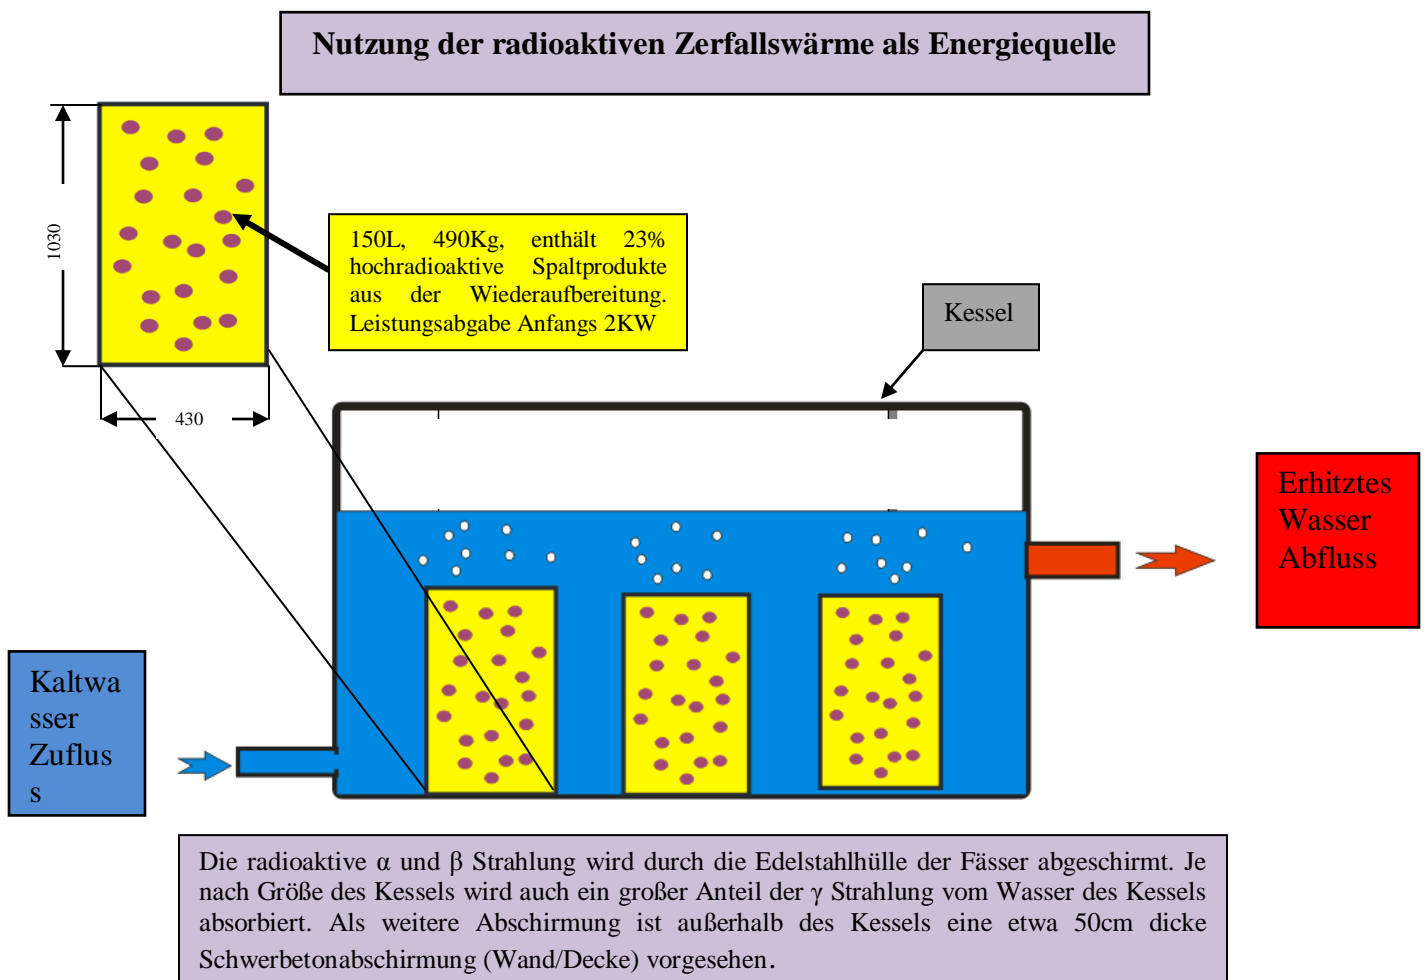 Nutzung der radioaktiven Zerfallswärme als Energiequelle
1030
430
150L, 490Kg, enthält 23%
hochradioaktive Spaltprodukte
aus der Wiederaufbereitung.
Leistungsabgabe Anfangs 2KW
Kessel
Erhitztes
Wasser
Abfluss
Kaltwa
sser
Zuflus
s
Die radioaktive α und β Strahlung wird durch die Edelstahlhülle der Fässer abgeschirmt. Je
nach Größe des Kessels wird auch ein großer Anteil der γ Strahlung vom Wasser des Kessels
absorbiert. Als weitere Abschirmung ist außerhalb des Kessels eine etwa 50cm dicke
Schwerbetonabschirmung (Wand/Decke) vorgesehen.